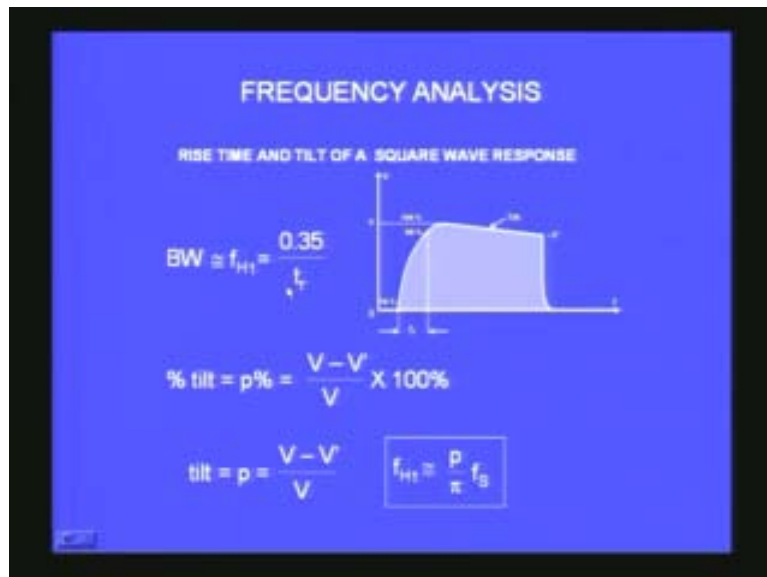 FREQUENCY ANALYSIS
RISE TIME AND TILT OF A SQUARE WAVE RESPONSE
BW ≅ fH1 = 0.35 / tr
% tilt = p% = V – V' / V X 100%
tilt = p = V – V' / V
fH1 ≅ p / π fS